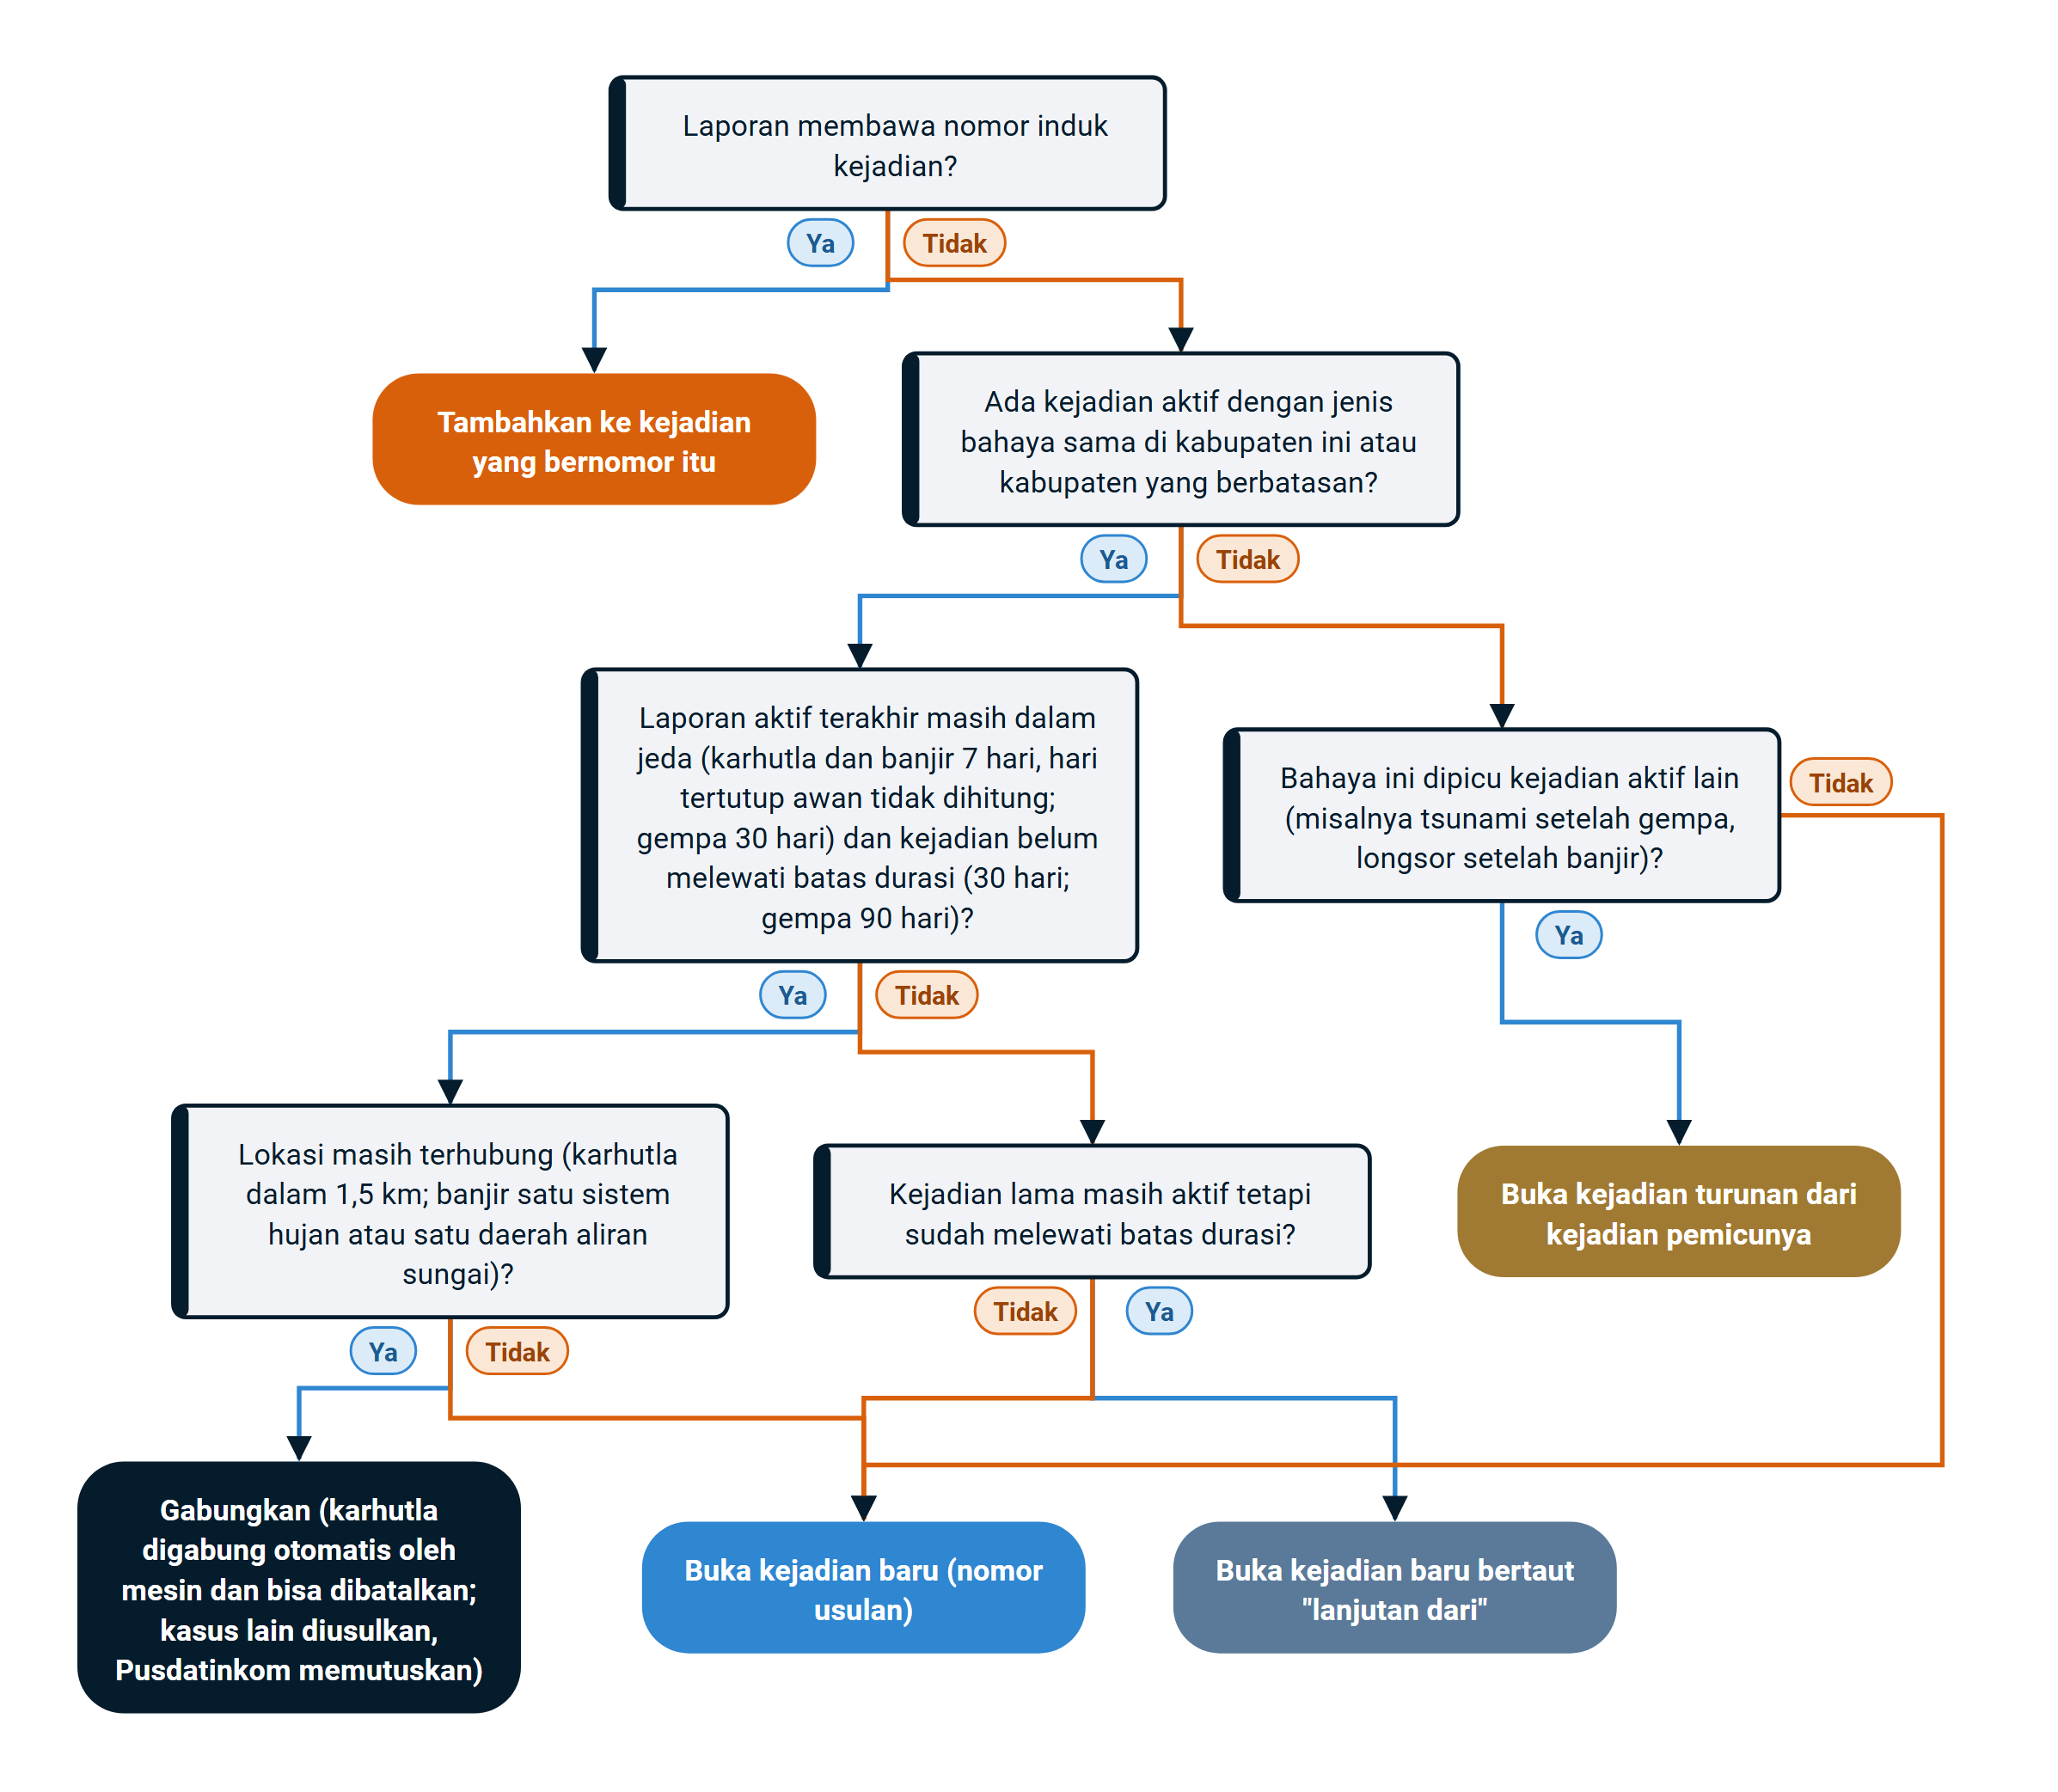 Laporan membawa nomor induk
kejadian?
Ya
Tidak
Tambahkan ke kejadian
yang bernomor itu
Ada kejadian aktif dengan jenis
bahaya sama di kabupaten ini atau
kabupaten yang berbatasan?
Ya
Tidak
Laporan aktif terakhir masih dalam
jeda (karhutla dan banjir 7 hari, hari
tertutup awan tidak dihitung;
gempa 30 hari) dan kejadian belum
melewati batas durasi (30 hari;
gempa 90 hari)?
Bahaya ini dipicu kejadian aktif lain
(misalnya tsunami setelah gempa,
longsor setelah banjir)?
Tidak
Ya
Ya
Tidak
Lokasi masih terhubung (karhutla
dalam 1,5 km; banjir satu sistem
hujan atau satu daerah aliran
sungai)?
Kejadian lama masih aktif tetapi
sudah melewati batas durasi?
Buka kejadian turunan dari
kejadian pemicunya
Tidak
Ya
Ya
Tidak
Gabungkan (karhutla
digabung otomatis oleh
mesin dan bisa dibatalkan;
kasus lain diusulkan,
Pusdatinkom memutuskan)
Buka kejadian baru (nomor
usulan)
Buka kejadian baru bertaut
"lanjutan dari"